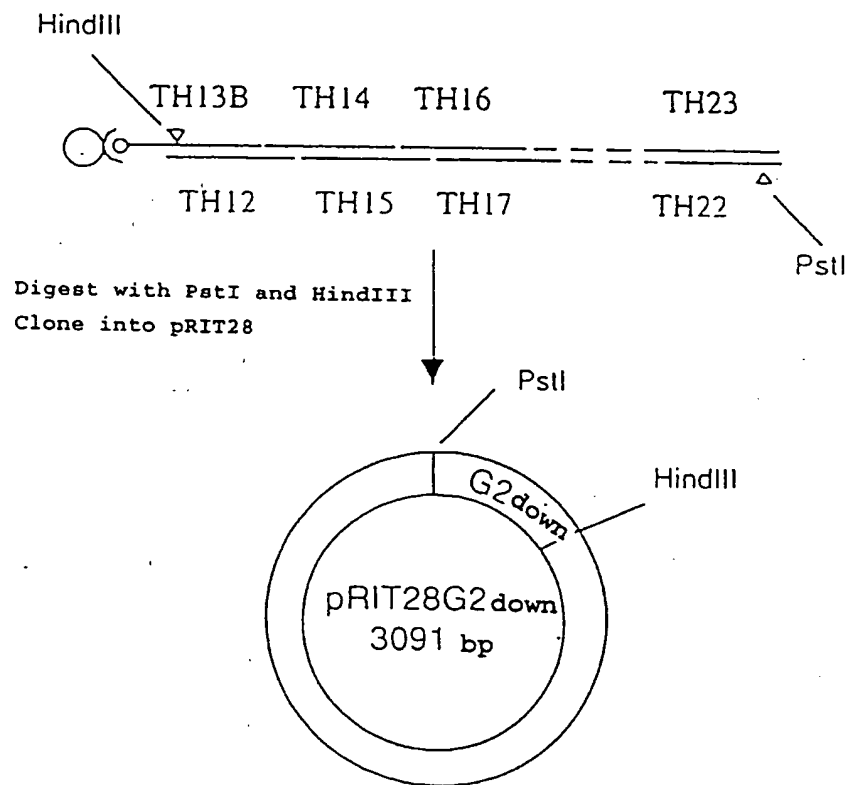 HindIII
TH13B TH14 TH16 TH23
TH12 TH15 TH17 TH22
PstI
Digest with PstI and HindIII
Clone into pRIT28
PstI
HindIII
G2down
pRIT28G2down
3091 bp